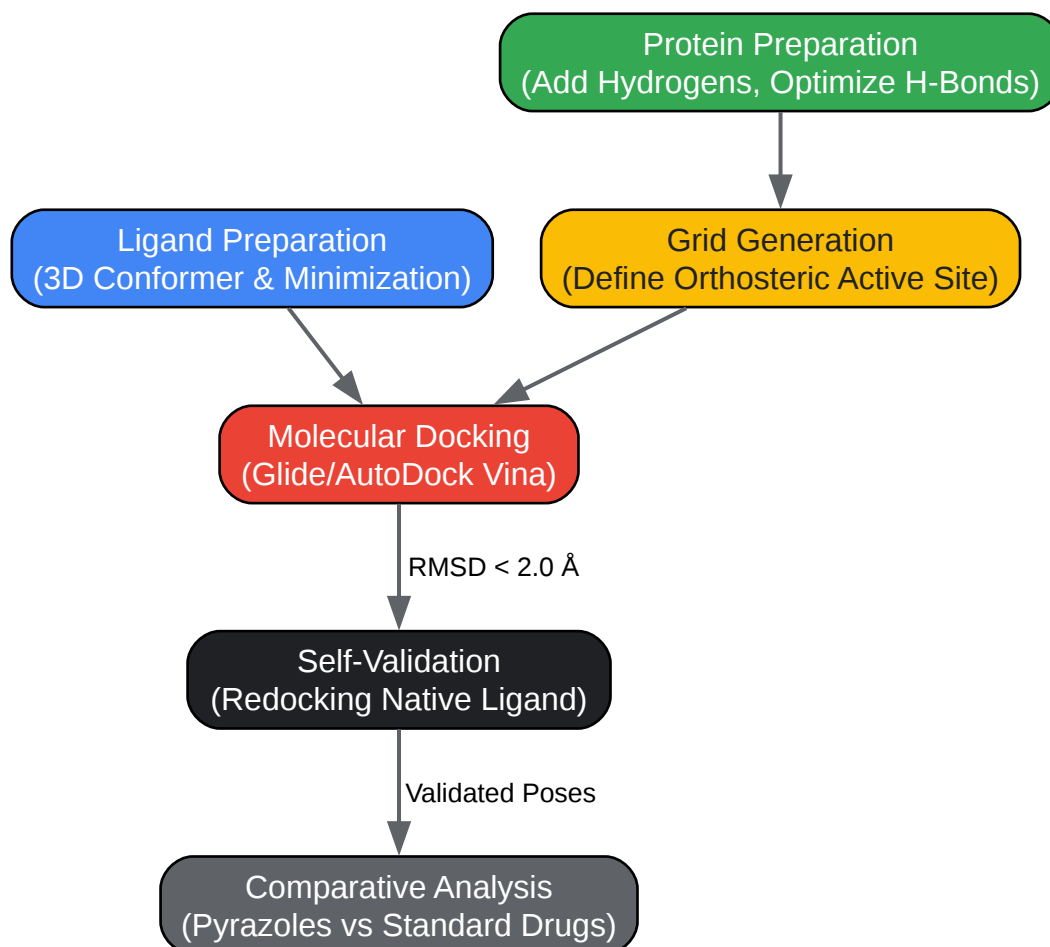 Protein Preparation
(Add Hydrogens, Optimize H-Bonds)
Ligand Preparation
(3D Conformer & Minimization)
Grid Generation
(Define Orthosteric Active Site)
Molecular Docking
(Glide/AutoDock Vina)
RMSD < 2.0 Å
Self-Validation
(Redocking Native Ligand)
Validated Poses
Comparative Analysis
(Pyrazoles vs Standard Drugs)